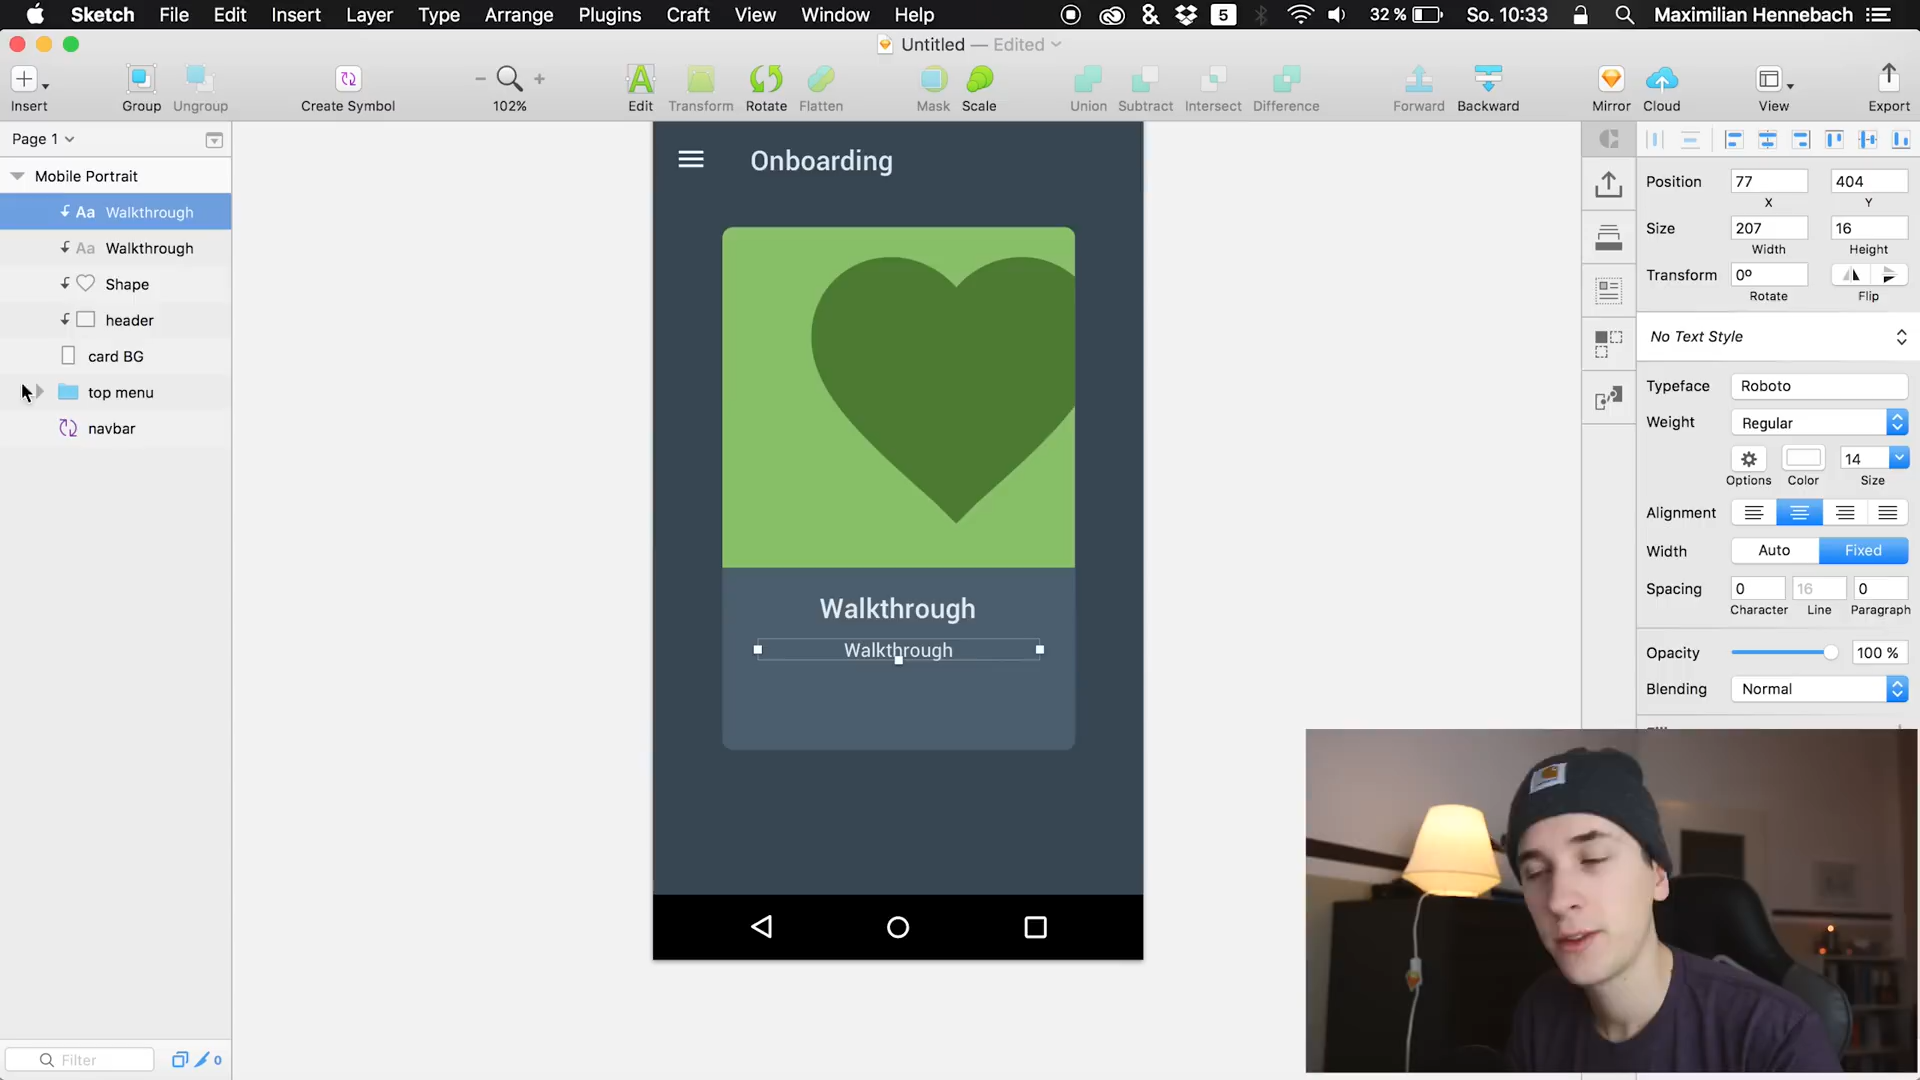 Sketch File Edit Insert Layer Type Arrange Plugins Craft View Window Help 5 32 % So. 10:33 Maximilian Hennebach
Untitled — Edited
Insert Group Ungroup Create Symbol 102% Edit Transform Rotate Flatten Mask Scale Union Subtract Intersect Difference Forward Backward Mirror Cloud View Export
Page 1
Mobile Portrait
Aa Walkthrough
Aa Walkthrough
Shape
header
card BG
top menu
navbar
Filter 0
Onboarding
Walkthrough
Walkthrough
Position 77 404
X Y
Size 207 16
Width Height
Transform 0º
Rotate Flip
No Text Style
Typeface Roboto
Weight Regular
14
Options Color Size
Alignment
Width Auto Fixed
Spacing 0 16 0
Character Line Paragraph
Opacity 100 %
Blending Normal